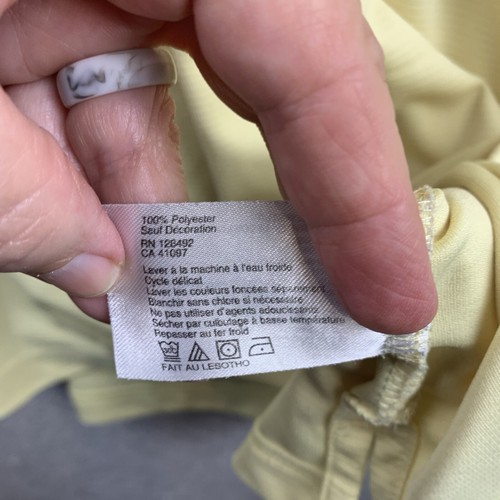 100% Polyester
Sauf Décoration
RN 128492
CA 41097
Laver à la machine à l'eau froide
Cycle délicat
Laver les couleurs foncées séparement
Blanchir sans chlore si nécessaire
Ne pas utiliser d'agents adoucissants
Sécher par culbutage à basse température
Repasser au fer froid
FAIT AU LESOTHO